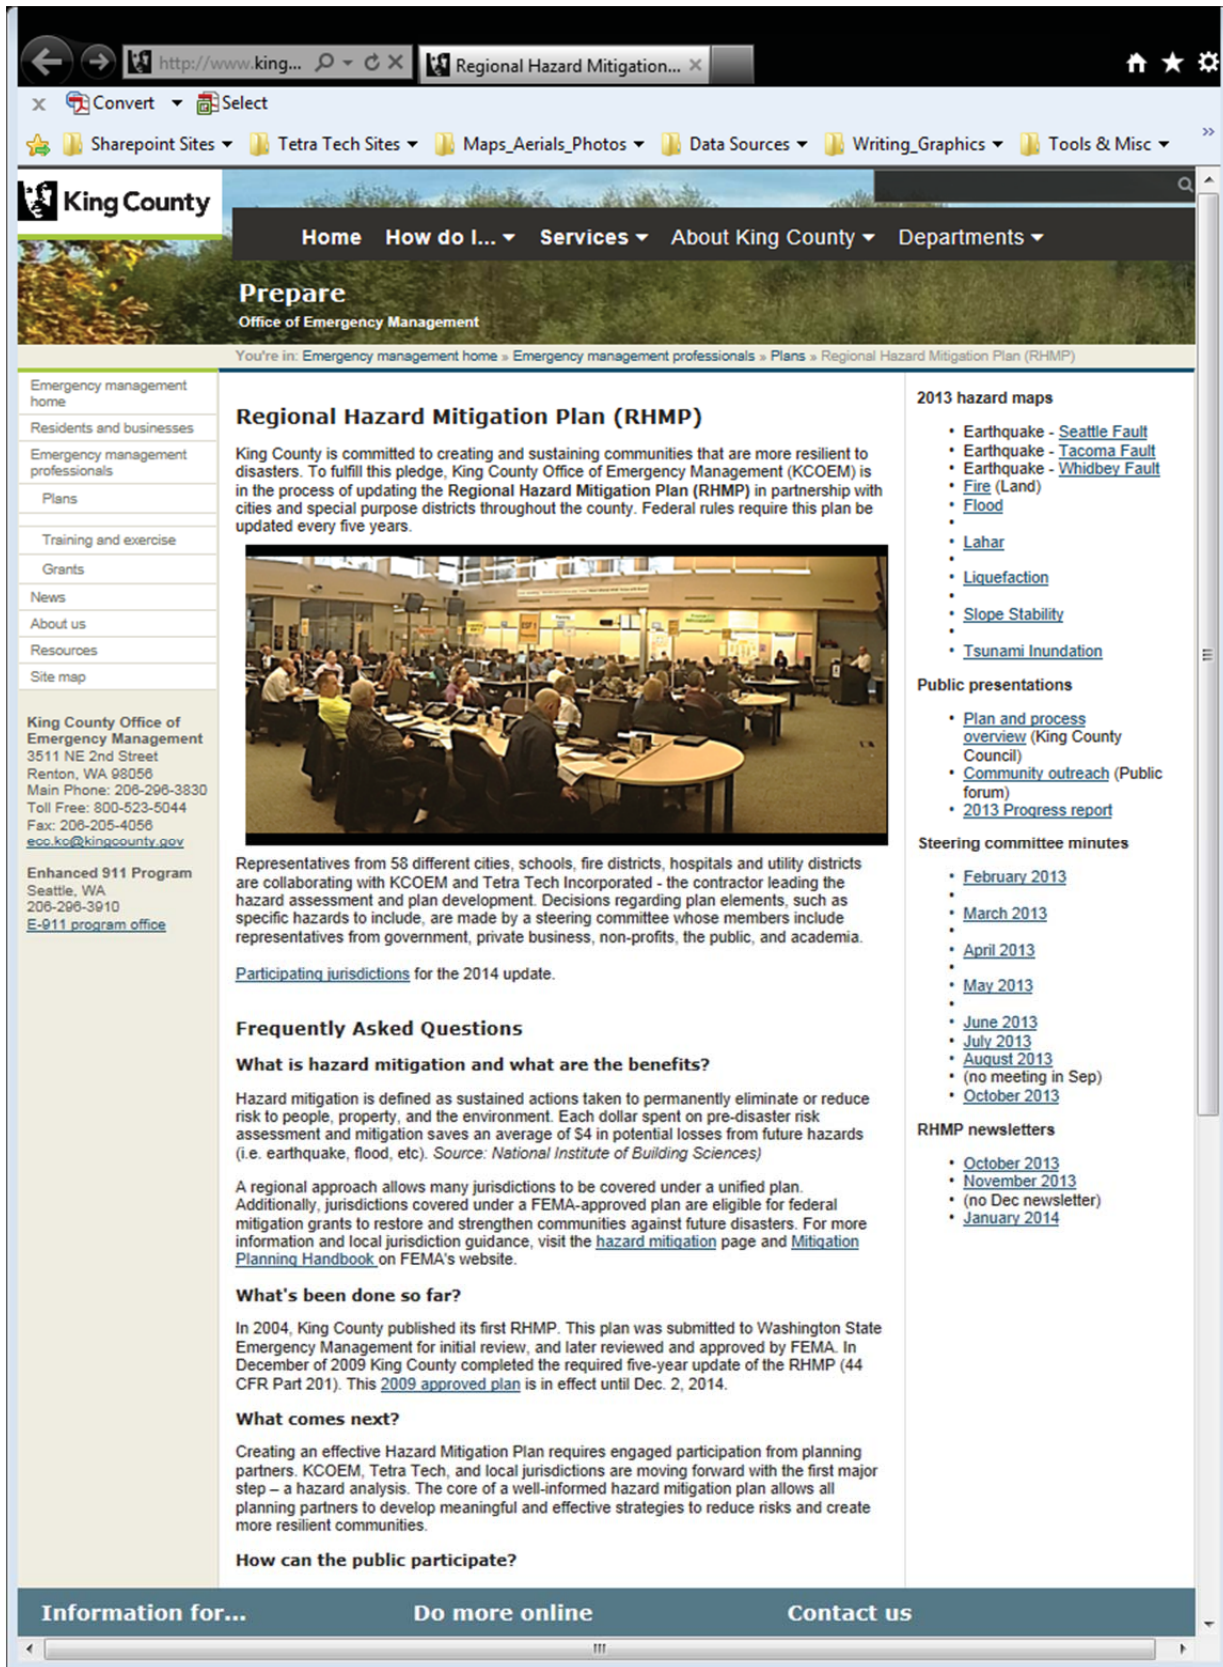 http://www.king...
Regional Hazard Mitigation...
x Convert Select
Sharepoint Sites Tetra Tech Sites Maps_Aerials_Photos Data Sources Writing_Graphics Tools & Misc
King County
Home How do I... Services About King County Departments
Prepare
Office of Emergency Management
You're in: Emergency management home » Emergency management professionals » Plans » Regional Hazard Mitigation Plan (RHMP)
Emergency management
home
Residents and businesses
Emergency management
professionals
Plans
Training and exercise
Grants
News
About us
Resources
Site map
King County Office of
Emergency Management
3511 NE 2nd Street
Renton, WA 98056
Main Phone: 206-296-3830
Toll Free: 800-523-5044
Fax: 206-205-4056
ecc.kc@kingcounty.gov
Enhanced 911 Program
Seattle, WA
206-296-3910
E-911 program office
Regional Hazard Mitigation Plan (RHMP)
King County is committed to creating and sustaining communities that are more resilient to
disasters. To fulfill this pledge, King County Office of Emergency Management (KCOEM) is
in the process of updating the Regional Hazard Mitigation Plan (RHMP) in partnership with
cities and special purpose districts throughout the county. Federal rules require this plan be
updated every five years.
Representatives from 58 different cities, schools, fire districts, hospitals and utility districts
are collaborating with KCOEM and Tetra Tech Incorporated - the contractor leading the
hazard assessment and plan development. Decisions regarding plan elements, such as
specific hazards to include, are made by a steering committee whose members include
representatives from government, private business, non-profits, the public, and academia.
Participating jurisdictions for the 2014 update.
Frequently Asked Questions
What is hazard mitigation and what are the benefits?
Hazard mitigation is defined as sustained actions taken to permanently eliminate or reduce
risk to people, property, and the environment. Each dollar spent on pre-disaster risk
assessment and mitigation saves an average of $4 in potential losses from future hazards
(i.e. earthquake, flood, etc). Source: National Institute of Building Sciences)
A regional approach allows many jurisdictions to be covered under a unified plan.
Additionally, jurisdictions covered under a FEMA-approved plan are eligible for federal
mitigation grants to restore and strengthen communities against future disasters. For more
information and local jurisdiction guidance, visit the hazard mitigation page and Mitigation
Planning Handbook on FEMA's website.
What's been done so far?
In 2004, King County published its first RHMP. This plan was submitted to Washington State
Emergency Management for initial review, and later reviewed and approved by FEMA. In
December of 2009 King County completed the required five-year update of the RHMP (44
CFR Part 201). This 2009 approved plan is in effect until Dec. 2, 2014.
What comes next?
Creating an effective Hazard Mitigation Plan requires engaged participation from planning
partners. KCOEM, Tetra Tech, and local jurisdictions are moving forward with the first major
step – a hazard analysis. The core of a well-informed hazard mitigation plan allows all
planning partners to develop meaningful and effective strategies to reduce risks and create
more resilient communities.
How can the public participate?
2013 hazard maps
• Earthquake - Seattle Fault
• Earthquake - Tacoma Fault
• Earthquake - Whidbey Fault
• Fire (Land)
• Flood
•
• Lahar
•
• Liquefaction
•
• Slope Stability
•
• Tsunami Inundation
Public presentations
• Plan and process
overview (King County
Council)
• Community outreach (Public
forum)
• 2013 Progress report
Steering committee minutes
• February 2013
•
• March 2013
•
• April 2013
•
• May 2013
•
• June 2013
• July 2013
• August 2013
• (no meeting in Sep)
• October 2013
RHMP newsletters
• October 2013
• November 2013
• (no Dec newsletter)
• January 2014
Information for... Do more online Contact us